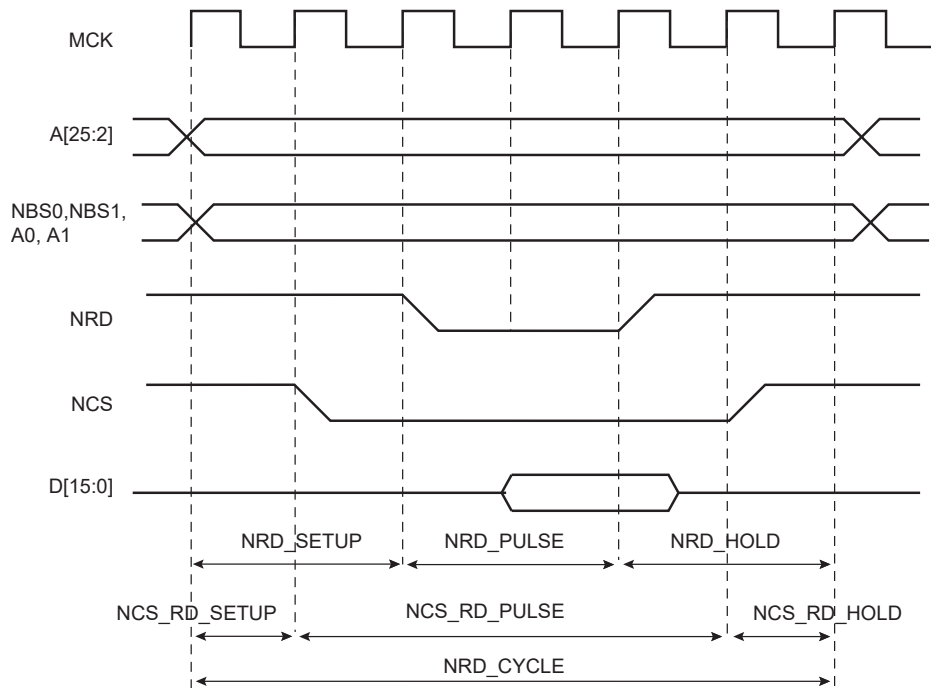 MCK
A[25:2]
NBS0,NBS1,
A0, A1
NRD
NCS
D[15:0]
NRD_SETUP NRD_PULSE NRD_HOLD
NCS_RD_SETUP NCS_RD_PULSE NCS_RD_HOLD
NRD_CYCLE